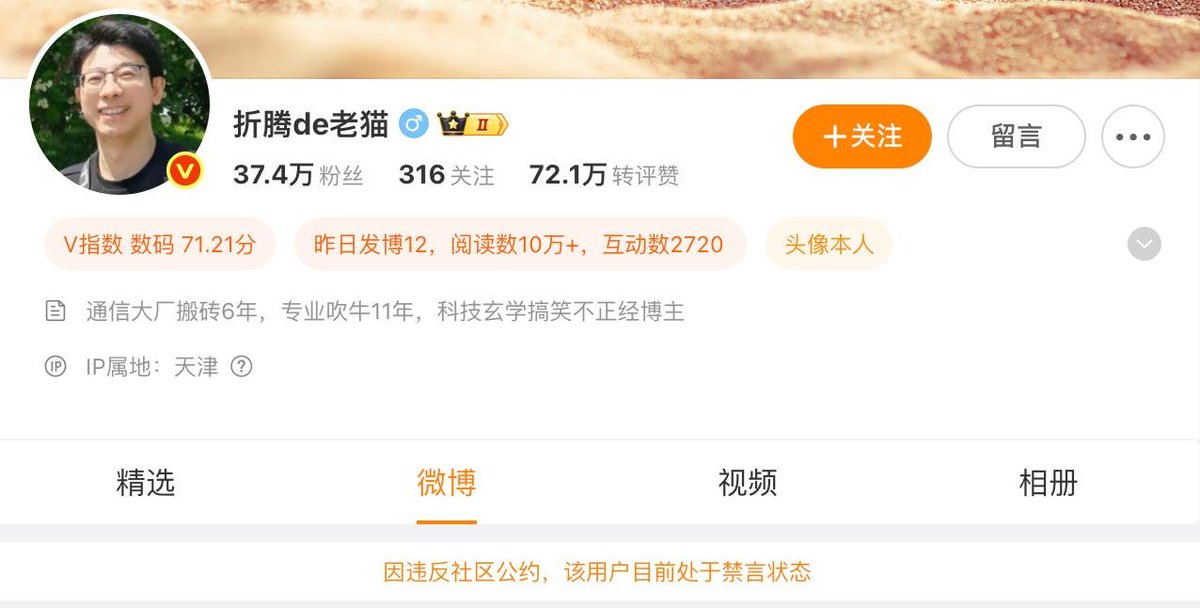 折腾de老猫 II
37.4万 粉丝 316 关注 72.1万 转评赞
+关注
留言
V
V指数 数码 71.21分
昨日发博12，阅读数10万+，互动数2720
头像本人
通信大厂搬砖6年，专业吹牛11年，科技玄学搞笑不正经博主
IP IP属地：天津 ?
精选 微博 视频 相册
因违反社区公约，该用户目前处于禁言状态